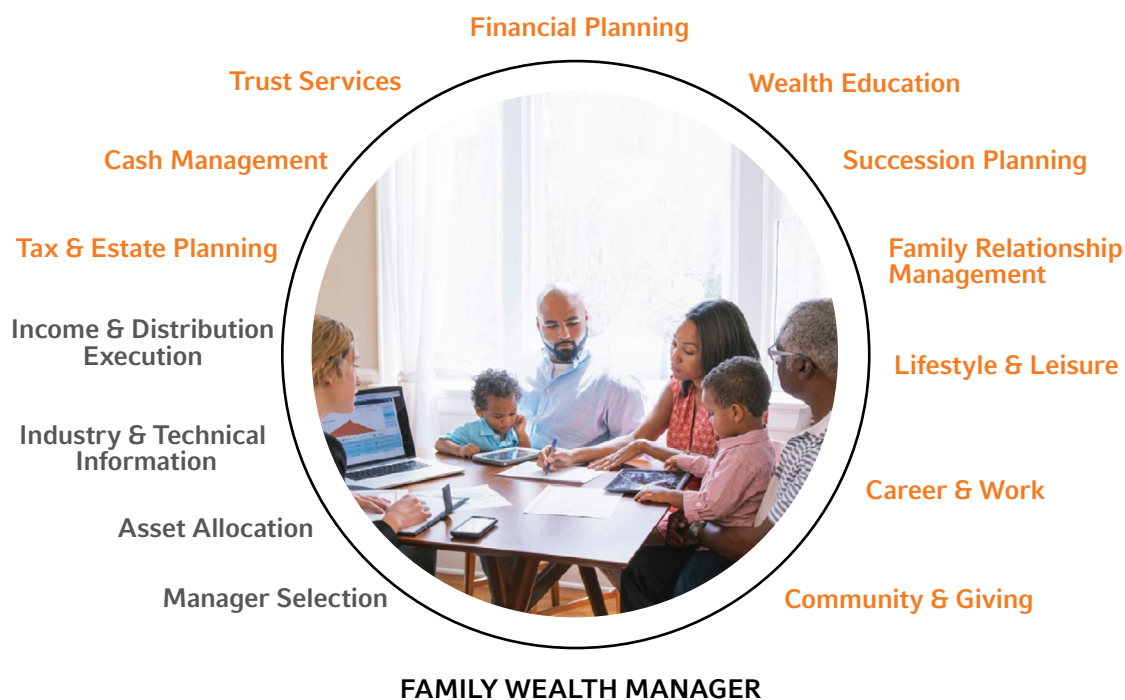 Financial Planning
Trust Services
Wealth Education
Cash Management
Succession Planning
Tax & Estate Planning
Family Relationship
Management
Income & Distribution
Execution
Lifestyle & Leisure
Industry & Technical
Information
Career & Work
Asset Allocation
Manager Selection
Community & Giving
FAMILY WEALTH MANAGER